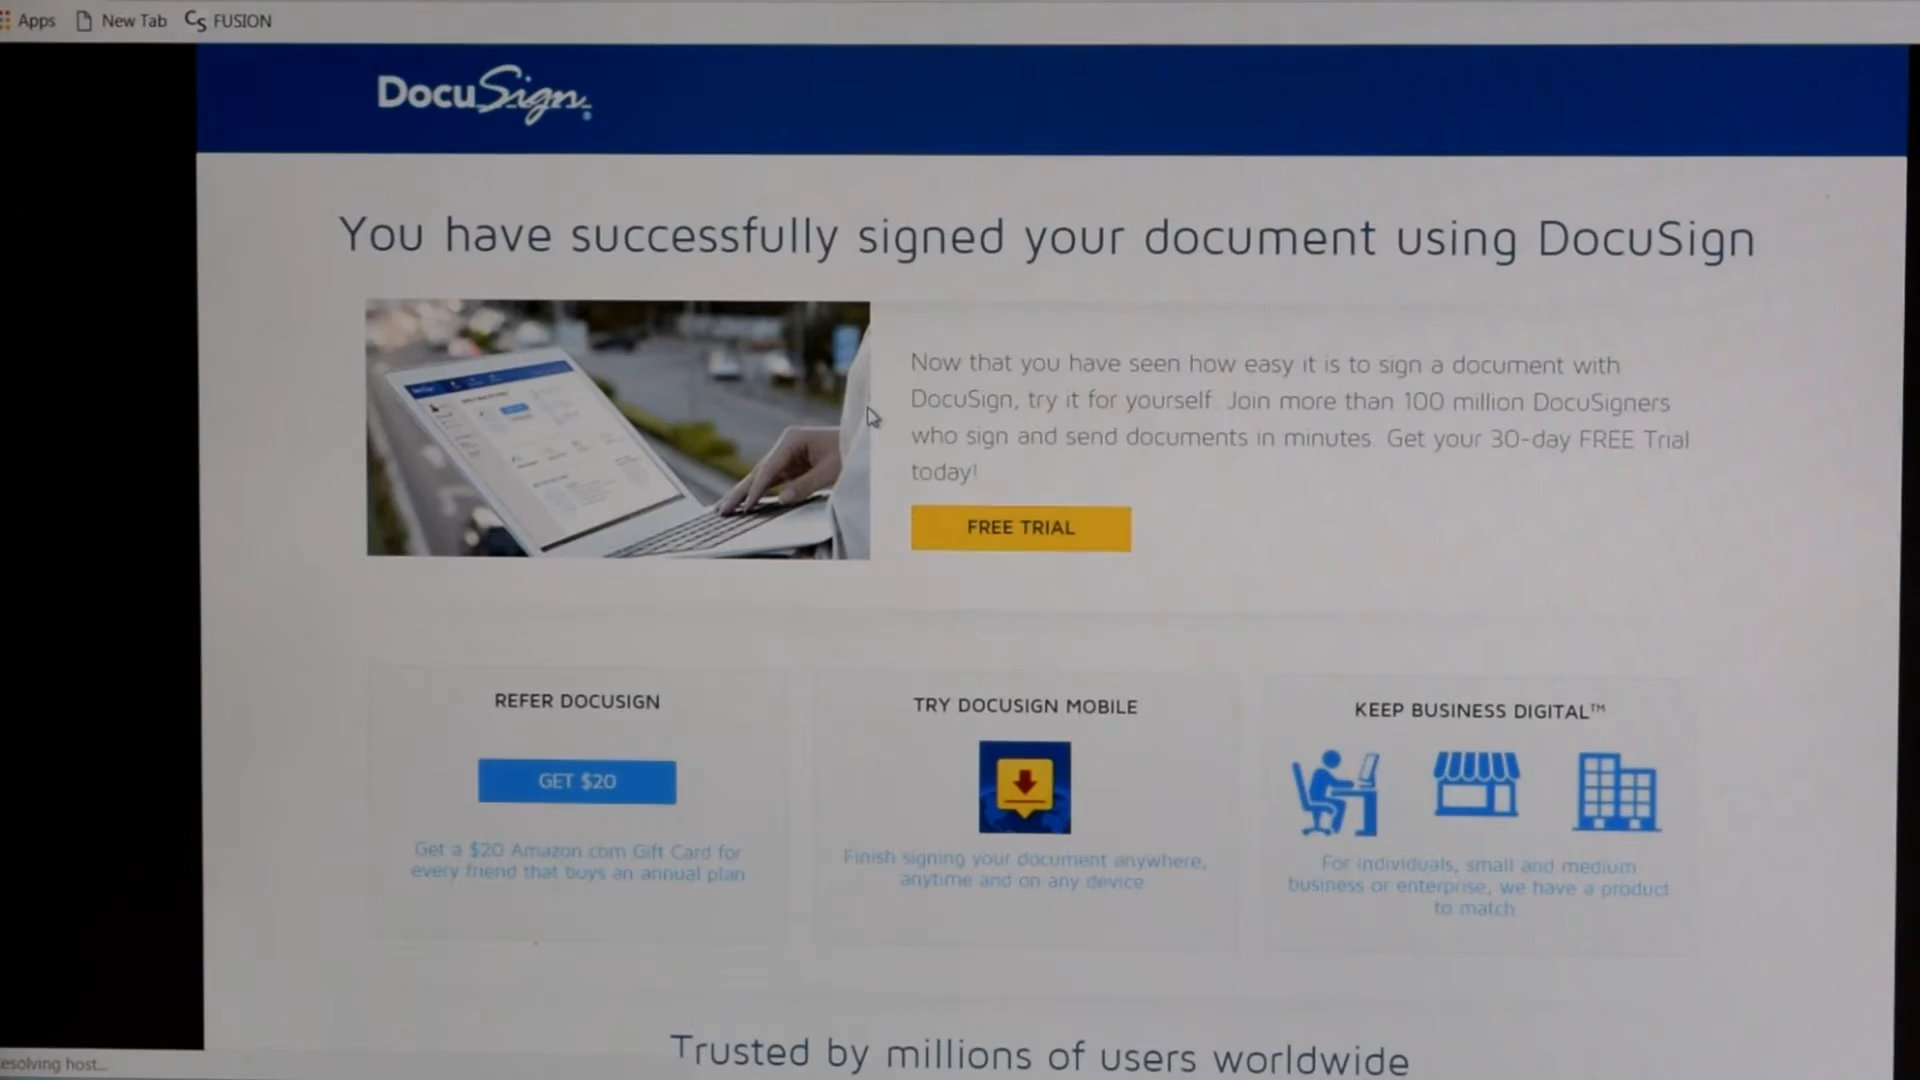 Apps New Tab CS FUSION
DocuSign
You have successfully signed your document using DocuSign
Now that you have seen how easy it is to sign a document with
DocuSign, try it for yourself. Join more than 100 million DocuSigners
who sign and send documents in minutes. Get your 30-day FREE Trial
today!
FREE TRIAL
REFER DOCUSIGN
GET $20
Get a $20 Amazon.com Gift Card for
every friend that buys an annual plan
TRY DOCUSIGN MOBILE
Finish signing your document anywhere,
anytime and on any device
KEEP BUSINESS DIGITAL™
For individuals, small and medium
business or enterprise, we have a product
to match
Trusted by millions of users worldwide
esolving host...